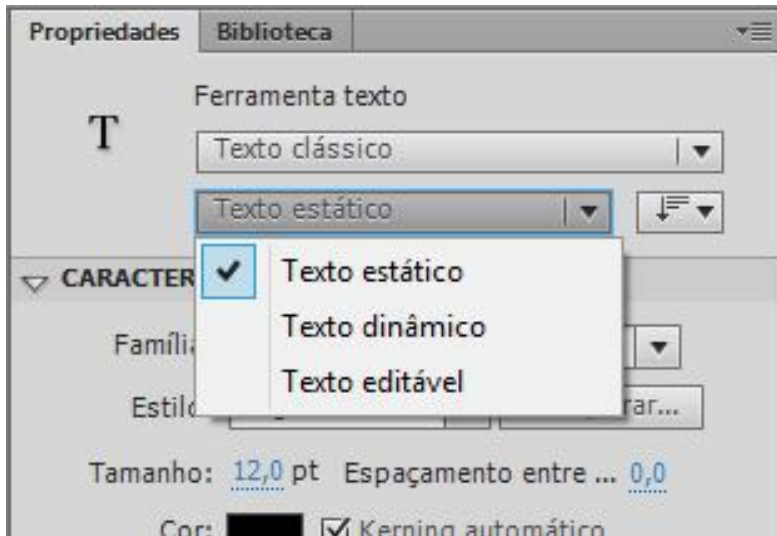 Propriedades Biblioteca
Ferramenta texto
T
Texto clássico
Texto estático
Texto estático
CARACTER
Texto dinâmico
Famíli
Texto editável
Estilo
rar...
Tamanho: 12,0 pt Espaçamento entre ... 0,0
Cor: Kerning automático